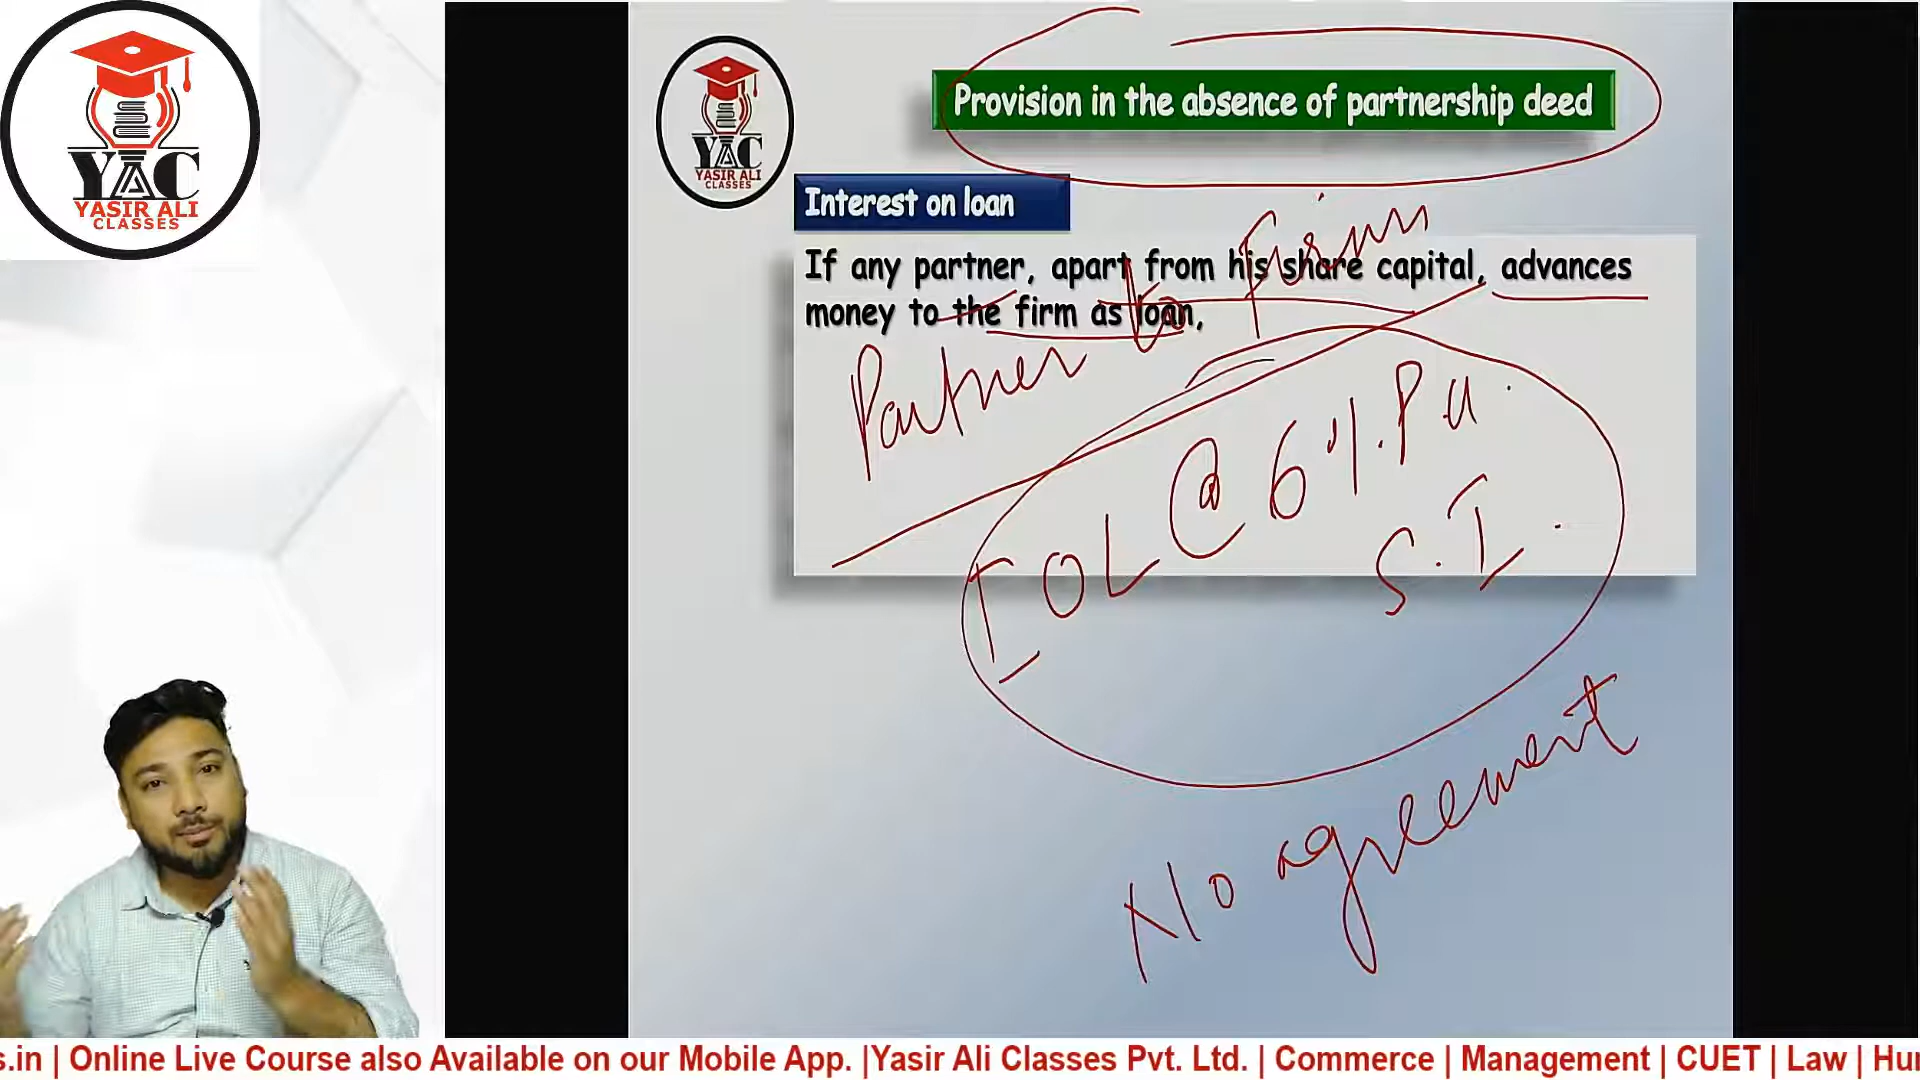 YAC
YASIR ALI
CLASSES
YAC
YASIR ALI
CLASSES
Provision in the absence of partnership deed
Interest on loan
If any partner, apart from his share capital, advances
money to the firm as loan,
Partner to Firm
IOL @ 6%. P.a.
S.I.
No agreement
s.in | Online Live Course also Available on our Mobile App. |Yasir Ali Classes Pvt. Ltd. | Commerce | Management | CUET | Law | Hur